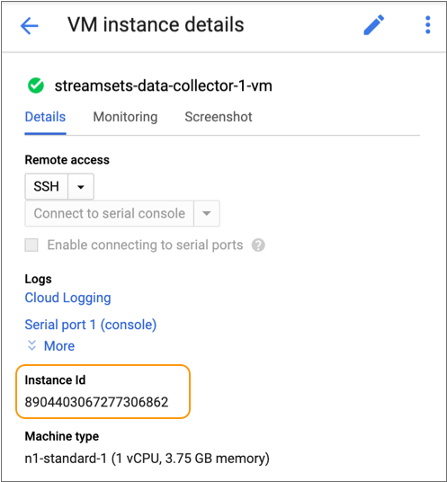 VM instance details
streamsets-data-collector-1-vm
Details Monitoring Screenshot
Remote access
SSH
Connect to serial console
Enable connecting to serial ports ?
Logs
Cloud Logging
Serial port 1 (console)
More
Instance Id
8904403067277306862
Machine type
n1-standard-1 (1 vCPU, 3.75 GB memory)